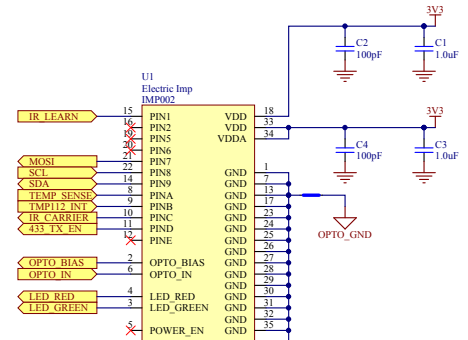 3V3
C2
100pF
C1
1.0uF
U1
Electric Imp
IMP002
IR_LEARN 15 PIN1 VDD 18
16 PIN2 VDD 33
19 PIN5 VDDA 34
3V3
20 PIN6
C4
100pF
C3
1.0uF
MOSI 21 PIN7
SCL 22 PIN8 GND 1
SDA 14 PIN9 GND 7
TEMP_SENSE 8 PINA GND 13
TMP112_INT 9 PINB GND 17
IR_CARRIER 10 PINC GND 23
433_TX_EN 11 PIND GND 24
12 PINE GND 25
OPTO_GND
GND 26
OPTO_BIAS 2 OPTO_BIAS GND 27
OPTO_IN 6 OPTO_IN GND 28
GND 29
LED_RED 4 LED_RED GND 30
LED_GREEN 3 LED_GREEN GND 31
GND 32
5 POWER_EN GND 35